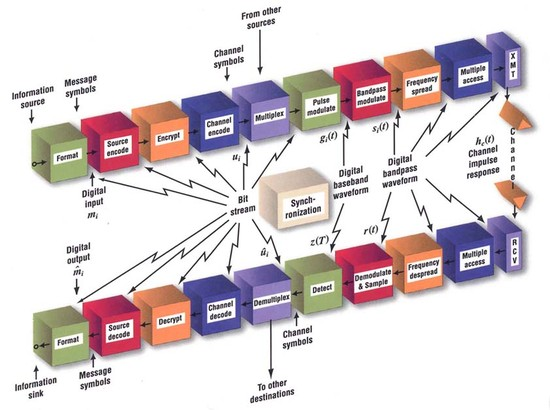 From other
sources
Channel
symbols
Information
source
Message
symbols
XMT
Multiple
access
Frequency
spread
Bandpass
modulate
Pulse
modulate
Multiplex
Channel
encode
Encrypt
Source
encode
Format
g_i(t)
s_i(t)
u_i
h_c(t)
Channel
impulse
response
Channel
Digital
input
m_i
Bit
stream
Synch-
ronization
Digital
baseband
waveform
Digital
bandpass
waveform
Digital
output
m̂_i
û_i
z(T)
r(t)
RCV
Multiple
access
Frequency
despread
Demodulate
& Sample
Detect
Demultiplex
Channel
decode
Decrypt
Source
decode
Format
Channel
symbols
Message
symbols
Information
sink
To other
destinations